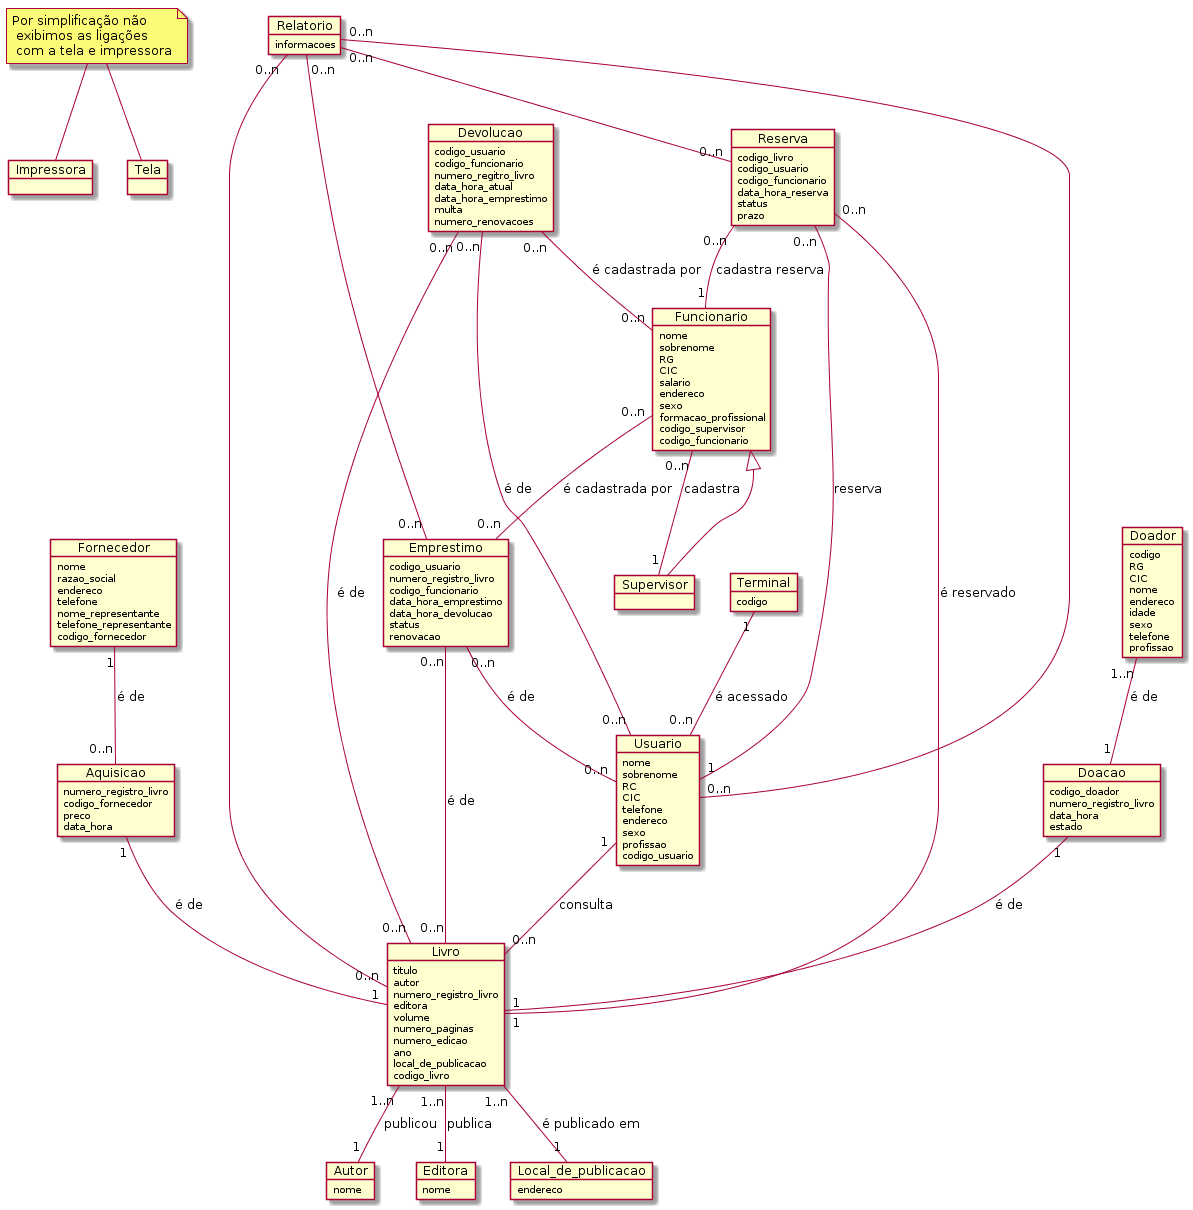 Por simplificação não
exibimos as ligações
com a tela e impressora
Relatorio
informacoes
0..n
0..n
0..n
0..n
Impressora
Tela
Devolucao
codigo_usuario
codigo_funcionario
numero_regitro_livro
data_hora_atual
data_hora_emprestimo
multa
numero_renovacoes
0..n
Reserva
codigo_livro
codigo_usuario
codigo_funcionario
data_hora_reserva
status
prazo
0..n
0..n
0..n
0..n
0..n
0..n
0..n
é cadastrada por
cadastra reserva
1
0..n
Funcionario
nome
sobrenome
RG
CIC
salario
endereco
sexo
formacao_profissional
codigo_supervisor
codigo_funcionario
0..n
0..n
é de
é cadastrada por
cadastra
reserva
0..n
0..n
1
Fornecedor
nome
razao_social
endereco
telefone
nome_representante
telefone_representante
codigo_fornecedor
Emprestimo
codigo_usuario
numero_registro_livro
codigo_funcionario
data_hora_emprestimo
data_hora_devolucao
status
renovacao
Supervisor
Terminal
codigo
Doador
codigo
RG
CIC
nome
endereco
idade
sexo
telefone
profissao
é de
é reservado
1
0..n
0..n
1
1..n
é de
é de
é acessado
é de
0..n
0..n
0..n
1
0..n
1
0..n
Aquisicao
numero_registro_livro
codigo_fornecedor
preco
data_hora
é de
Usuario
nome
sobrenome
RC
CIC
telefone
endereco
sexo
profissao
codigo_usuario
Doacao
codigo_doador
numero_registro_livro
data_hora
estado
1
1
1
é de
consulta
é de
0..n
0..n
0..n
0..n
1
1
1
Livro
titulo
autor
numero_registro_livro
editora
volume
numero_paginas
numero_edicao
ano
local_de_publicacao
codigo_livro
1..n
1..n
1..n
publicou
publica
é publicado em
1
1
1
Autor
nome
Editora
nome
Local_de_publicacao
endereco